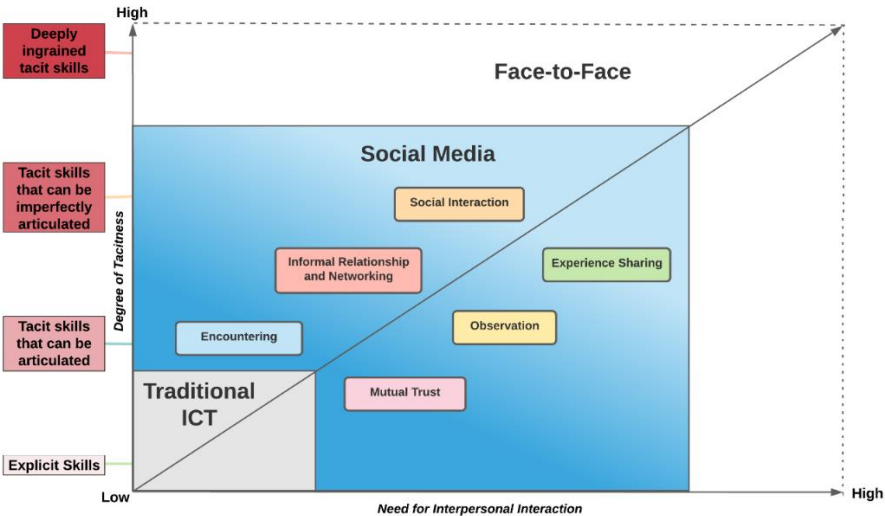 High
Deeply
ingrained
tacit skills
Face-to-Face
Social Media
Tacit skills
that can be
imperfectly
articulated
Social Interaction
Degree of Tacitness
Informal Relationship
and Networking
Experience Sharing
Tacit skills
that can be
articulated
Encountering
Observation
Traditional
ICT
Mutual Trust
Explicit Skills
Low
High
Need for Interpersonal Interaction